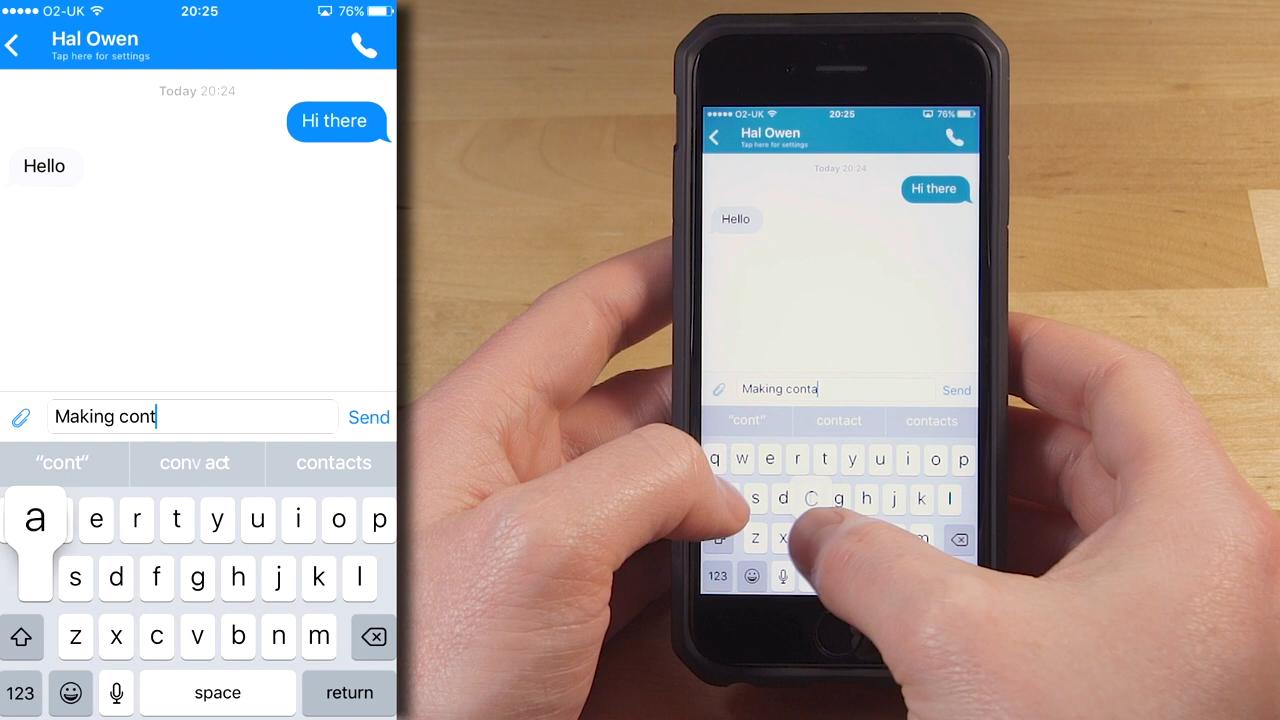 O2-UK 20:25 76%
Hal Owen
Tap here for settings
Today 20:24
Hi there
Hello
Making cont
Send
“cont“ contacts
a e r t y u i o p
s d f g h j k l
z x c v b n m
123 space return
O2-UK 20:25 76%
Hal Owen
Tap here for settings
Today 20:24
Hi there
Hello
Making conta
Send
“cont” contact contacts
q w e r t y u i o p
s d C g h j k l
z x m
123